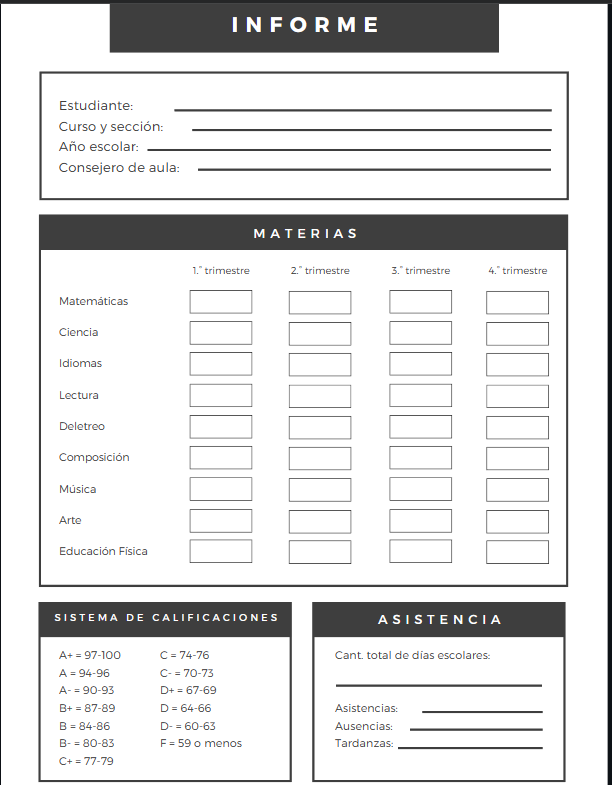 INFORME
Estudiante:
Curso y sección:
Año escolar:
Consejero de aula:
MATERIAS
1.° trimestre 2.° trimestre 3.° trimestre 4.° trimestre
Matemáticas
Ciencia
Idiomas
Lectura
Deletreo
Composición
Música
Arte
Educación Física
SISTEMA DE CALIFICACIONES
A+ = 97-100 C = 74-76
A = 94-96 C- = 70-73
A- = 90-93 D+ = 67-69
B+ = 87-89 D = 64-66
B = 84-86 D- = 60-63
B- = 80-83 F = 59 o menos
C+ = 77-79
ASISTENCIA
Cant. total de días escolares:
Asistencias:
Ausencias:
Tardanzas: